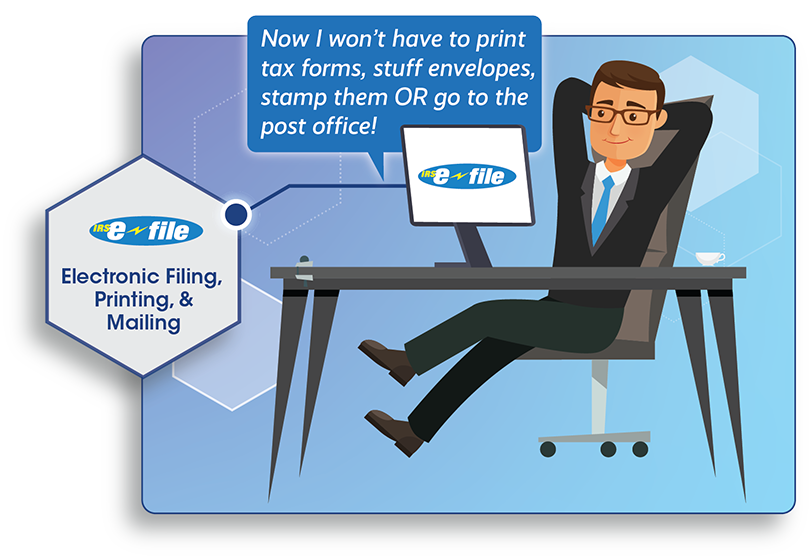 Now I won't have to print
tax forms, stuff envelopes,
stamp them OR go to the
post office!
IRS e file
IRS e file
Electronic Filing,
Printing, &
Mailing